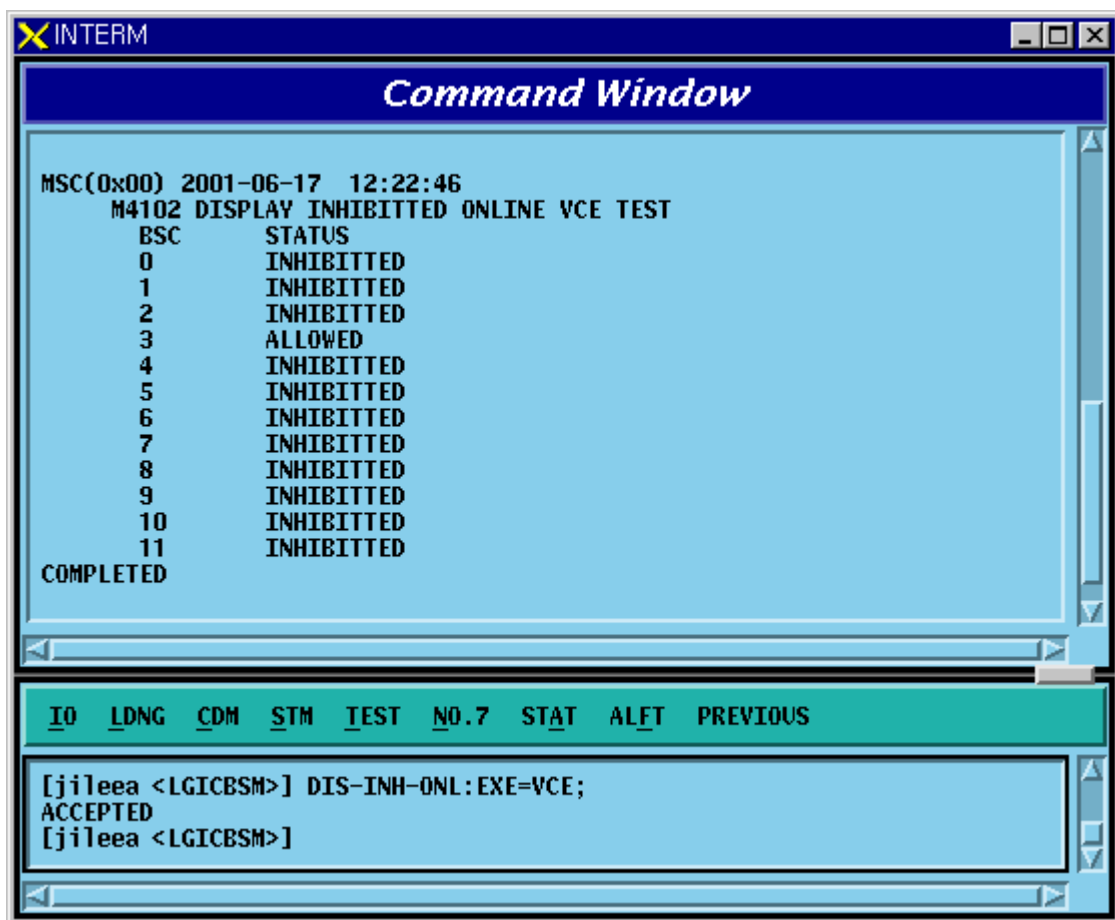 INTERM
Command Window
MSC(0x00) 2001-06-17 12:22:46
M4102 DISPLAY INHIBITTED ONLINE VCE TEST
BSC STATUS
0 INHIBITTED
1 INHIBITTED
2 INHIBITTED
3 ALLOWED
4 INHIBITTED
5 INHIBITTED
6 INHIBITTED
7 INHIBITTED
8 INHIBITTED
9 INHIBITTED
10 INHIBITTED
11 INHIBITTED
COMPLETED
IO LDNG CDM STM TEST NO.7 STAT ALFT PREVIOUS
[jileea <LGICBSM>] DIS-INH-ONL:EXE=VCE;
ACCEPTED
[jileea <LGICBSM>]